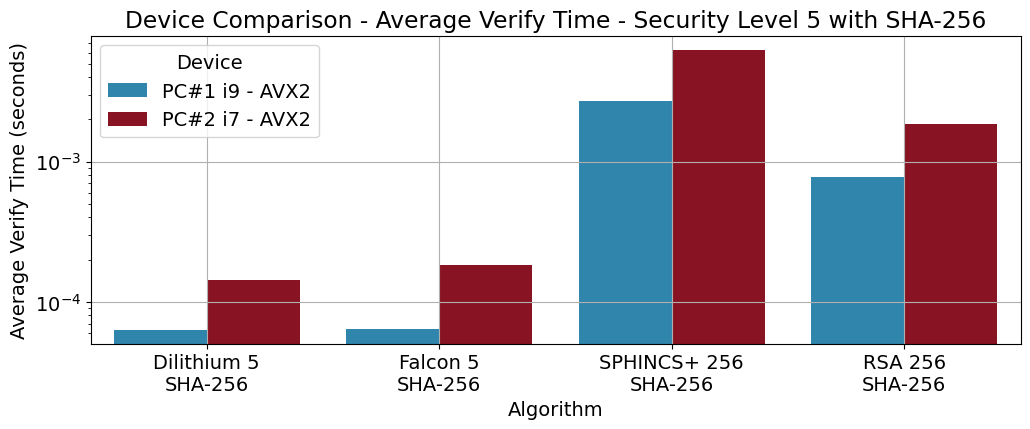 Device Comparison - Average Verify Time - Security Level 5 with SHA-256
Device
PC#1 i9 - AVX2
PC#2 i7 - AVX2
Average Verify Time (seconds)
10⁻³
10⁻⁴
Dilithium 5
SHA-256
Falcon 5
SHA-256
SPHINCS+ 256
SHA-256
RSA 256
SHA-256
Algorithm